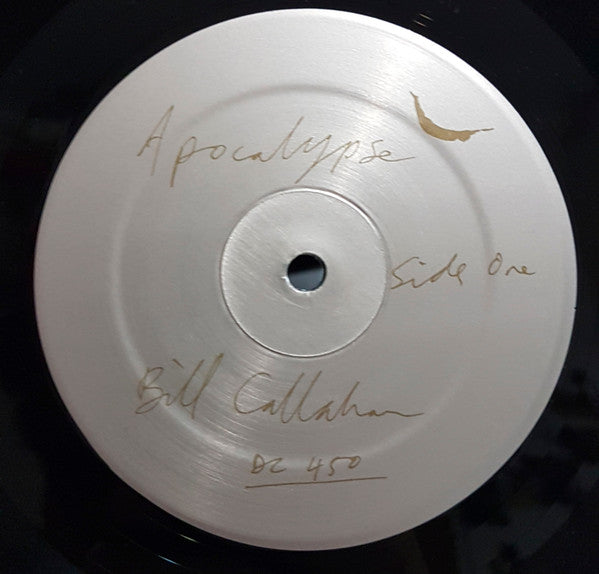 Apocalypse
Side One
Bill Callahan
DC 450